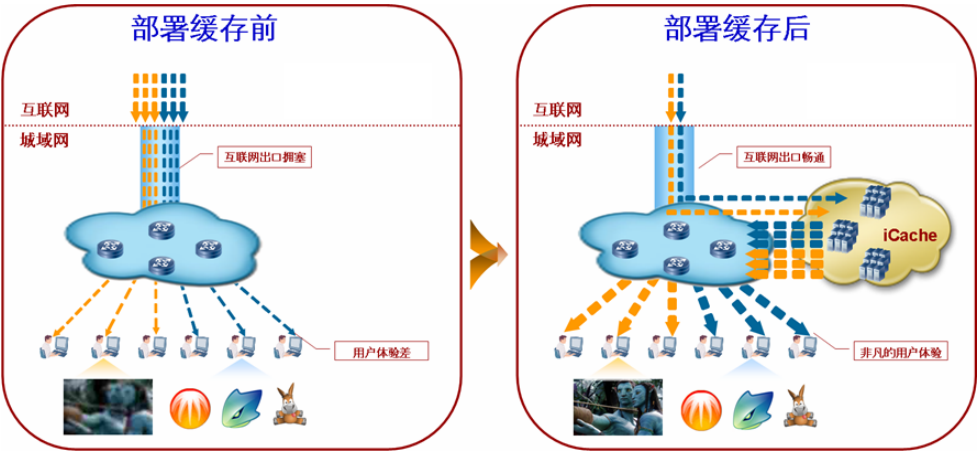 部署缓存前
互联网
城域网
互联网出口拥塞
用户体验差
部署缓存后
互联网
城域网
互联网出口畅通
iCache
非凡的用户体验